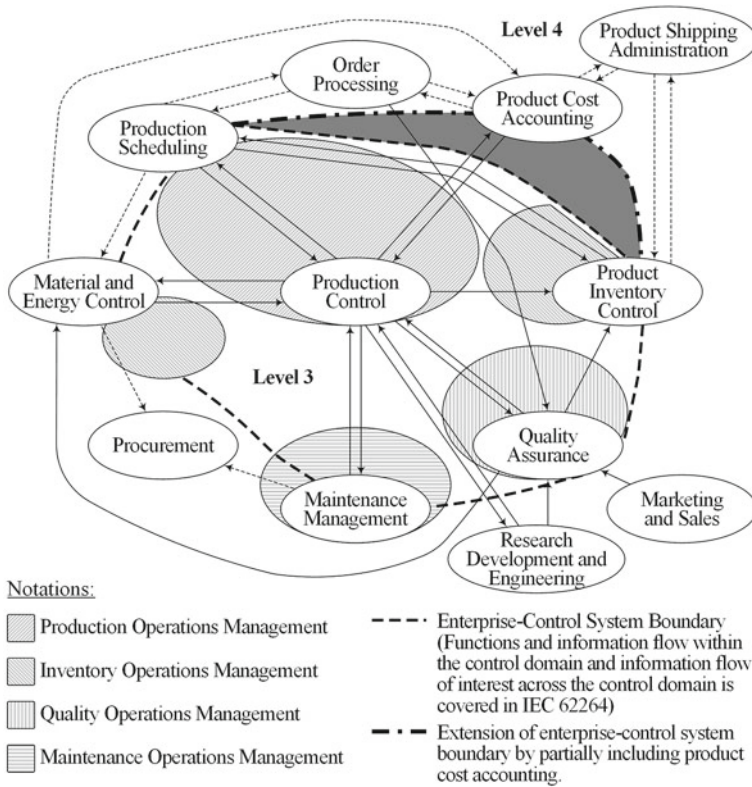 Level 4
Product Shipping
Administration
Order
Processing
Product Cost
Accounting
Production
Scheduling
Material and
Energy Control
Production
Control
Product
Inventory
Control
Level 3
Procurement
Quality
Assurance
Maintenance
Management
Marketing
and Sales
Research
Development and
Engineering
Notations:
Production Operations Management
Inventory Operations Management
Quality Operations Management
Maintenance Operations Management
Enterprise-Control System Boundary
(Functions and information flow within
the control domain and information flow
of interest across the control domain is
covered in IEC 62264)
Extension of enterprise-control system
boundary by partially including product
cost accounting.